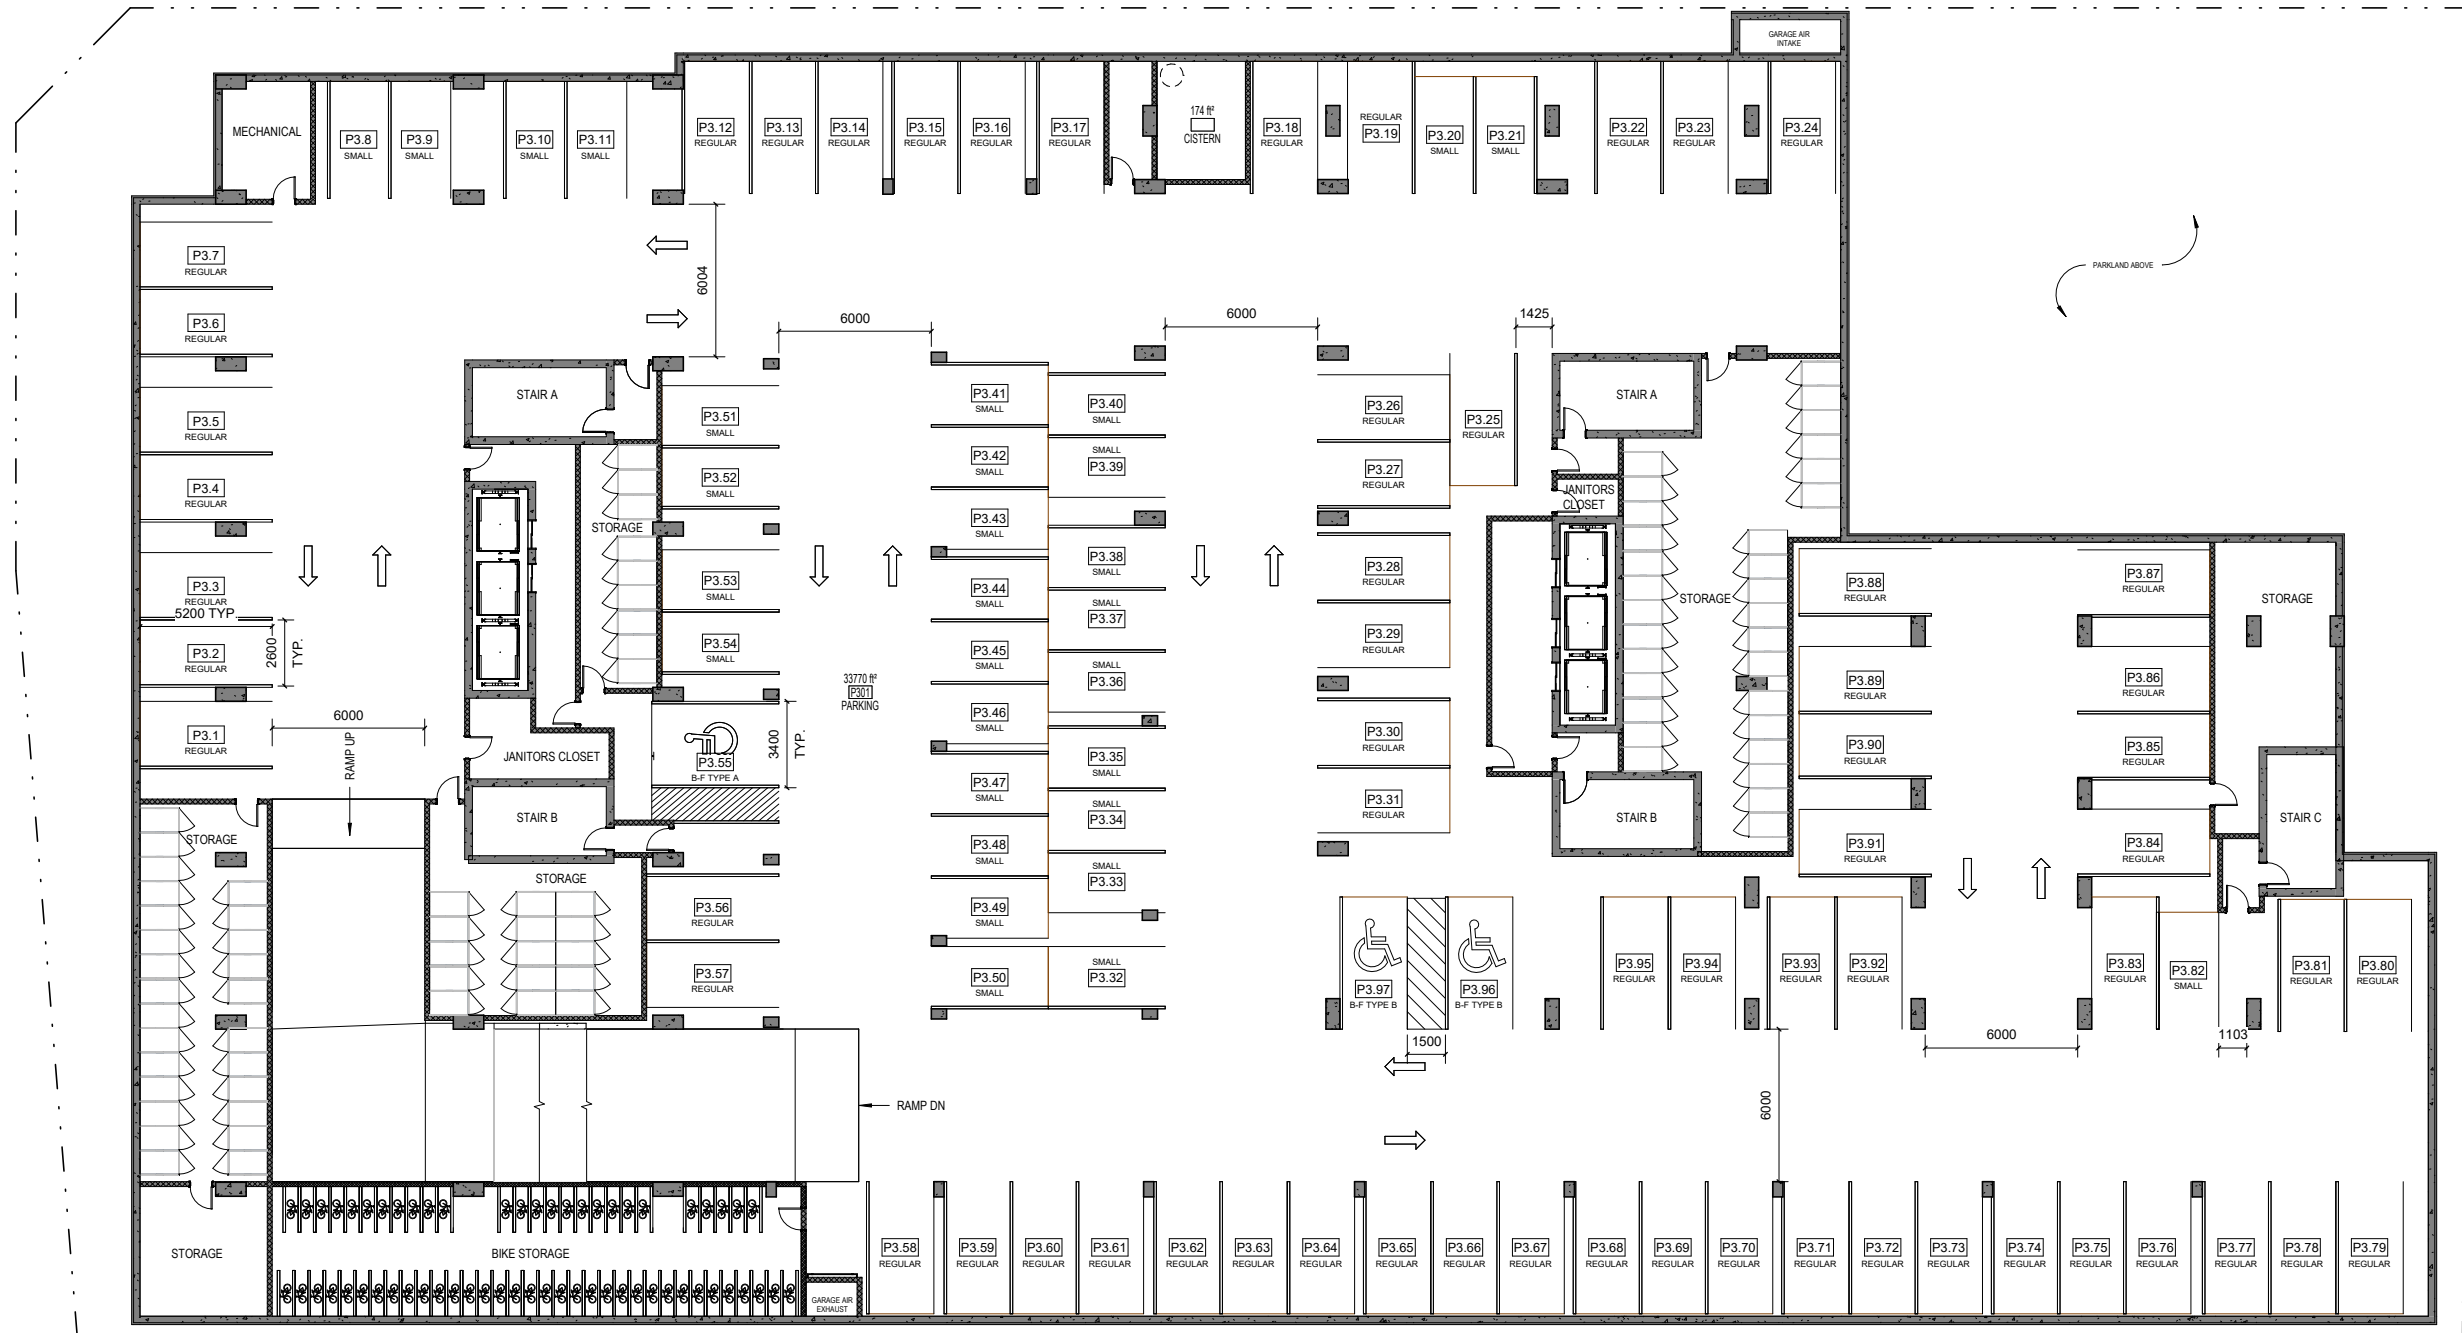 GARAGE AIR
INTAKE
MECHANICAL
P3.8
SMALL
P3.9
SMALL
P3.10
SMALL
P3.11
SMALL
P3.12
REGULAR
P3.13
REGULAR
P3.14
REGULAR
P3.15
REGULAR
P3.16
REGULAR
P3.17
REGULAR
174 ft²
CISTERN
P3.18
REGULAR
REGULAR
P3.19
P3.20
SMALL
P3.21
SMALL
P3.22
REGULAR
P3.23
REGULAR
P3.24
REGULAR
PARKLAND ABOVE
P3.7
REGULAR
P3.6
REGULAR
P3.5
REGULAR
P3.4
REGULAR
P3.3
REGULAR
5200 TYP.
P3.2
REGULAR
2600
TYP.
P3.1
REGULAR
6004
6000
6000
1425
STAIR A
STORAGE
JANITORS CLOSET
STAIR B
6000
RAMP UP
P3.51
SMALL
P3.52
SMALL
P3.53
SMALL
P3.54
SMALL
P3.55
B-F TYPE A
3400
TYP.
33770 ft²
P301
PARKING
P3.56
REGULAR
P3.57
REGULAR
P3.41
SMALL
P3.42
SMALL
P3.43
SMALL
P3.44
SMALL
P3.45
SMALL
P3.46
SMALL
P3.47
SMALL
P3.48
SMALL
P3.49
SMALL
P3.50
SMALL
P3.40
SMALL
SMALL
P3.39
P3.38
SMALL
SMALL
P3.37
SMALL
P3.36
P3.35
SMALL
SMALL
P3.34
SMALL
P3.33
SMALL
P3.32
P3.26
REGULAR
P3.25
REGULAR
P3.27
REGULAR
P3.28
REGULAR
P3.29
REGULAR
P3.30
REGULAR
P3.31
REGULAR
STAIR A
JANITORS
CLOSET
STORAGE
STAIR B
P3.88
REGULAR
P3.89
REGULAR
P3.90
REGULAR
P3.91
REGULAR
P3.87
REGULAR
P3.86
REGULAR
P3.85
REGULAR
P3.84
REGULAR
STORAGE
STAIR C
STORAGE
STORAGE
P3.97
B-F TYPE B
P3.96
B-F TYPE B
P3.95
REGULAR
P3.94
REGULAR
P3.93
REGULAR
P3.92
REGULAR
P3.83
REGULAR
P3.82
SMALL
P3.81
REGULAR
P3.80
REGULAR
1500
6000
1103
6000
RAMP DN
STORAGE
BIKE STORAGE
GARAGE AIR
EXHAUST
P3.58
REGULAR
P3.59
REGULAR
P3.60
REGULAR
P3.61
REGULAR
P3.62
REGULAR
P3.63
REGULAR
P3.64
REGULAR
P3.65
REGULAR
P3.66
REGULAR
P3.67
REGULAR
P3.68
REGULAR
P3.69
REGULAR
P3.70
REGULAR
P3.71
REGULAR
P3.72
REGULAR
P3.73
REGULAR
P3.74
REGULAR
P3.75
REGULAR
P3.76
REGULAR
P3.77
REGULAR
P3.78
REGULAR
P3.79
REGULAR